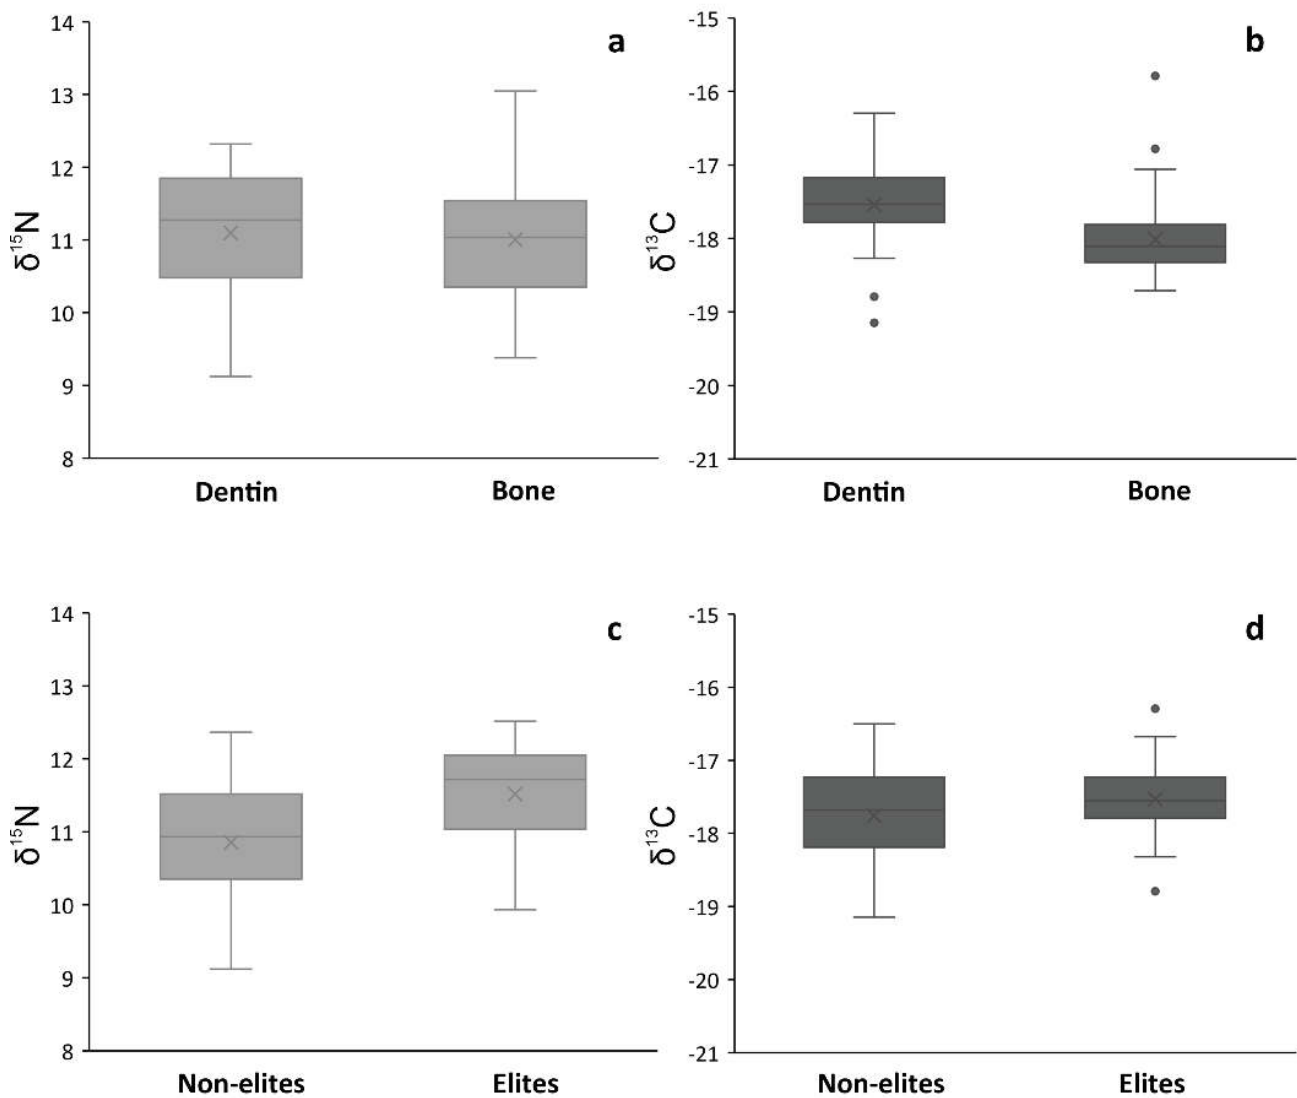 a
14
13
12
11
10
9
8
δ¹⁵N
Dentin Bone
b
-15
-16
-17
-18
-19
-20
-21
δ¹³C
Dentin Bone
c
14
13
12
11
10
9
8
δ¹⁵N
Non-elites Elites
d
-15
-16
-17
-18
-19
-20
-21
δ¹³C
Non-elites Elites